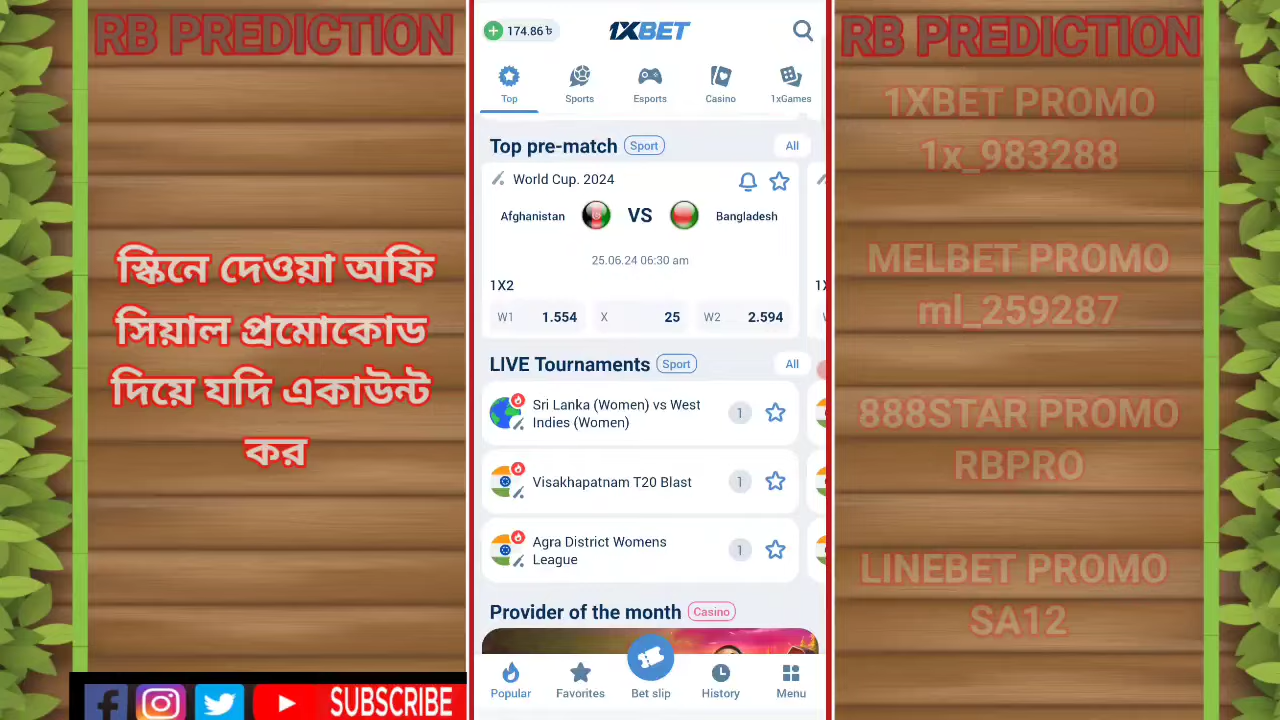 RB PREDICTION
স্কিনে দেওয়া অফি
সিয়াল প্রমোকোড
দিয়ে যদি একাউন্ট
কর
SUBSCRIBE
174.86 ৳
1XBET
Top
Sports
Esports
Casino
1xGames
Top pre-match
Sport
All
World Cup. 2024
Afghanistan
VS
Bangladesh
25.06.24 06:30 am
1X2
W1 1.554
X 25
W2 2.594
LIVE Tournaments
Sport
All
Sri Lanka (Women) vs West
Indies (Women)
1
Visakhapatnam T20 Blast
1
Agra District Womens
League
1
Provider of the month
Casino
Popular
Favorites
Bet slip
History
Menu
RB PREDICTION
1XBET PROMO
1x_983288
MELBET PROMO
ml_259287
888STAR PROMO
RBPRO
LINEBET PROMO
SA12